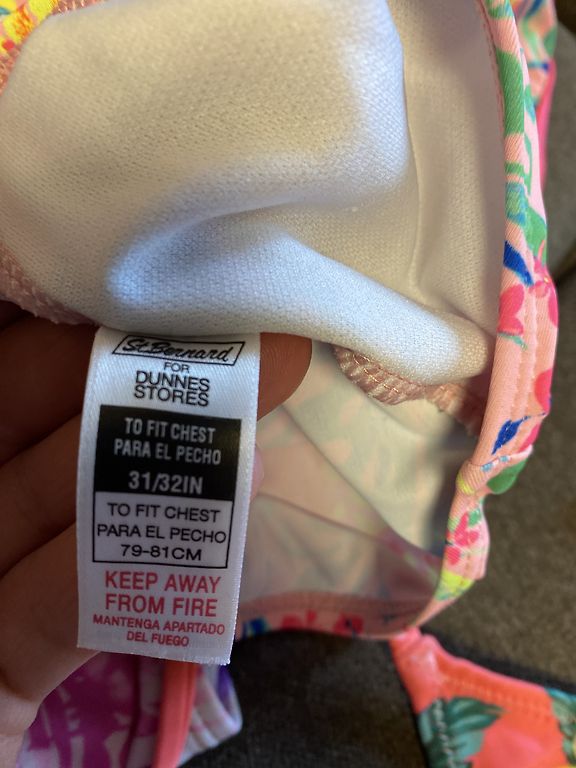 St.Bernard
FOR
DUNNES
STORES
TO FIT CHEST
PARA EL PECHO
31/32IN
TO FIT CHEST
PARA EL PECHO
79-81CM
KEEP AWAY
FROM FIRE
MANTENGA APARTADO
DEL FUEGO